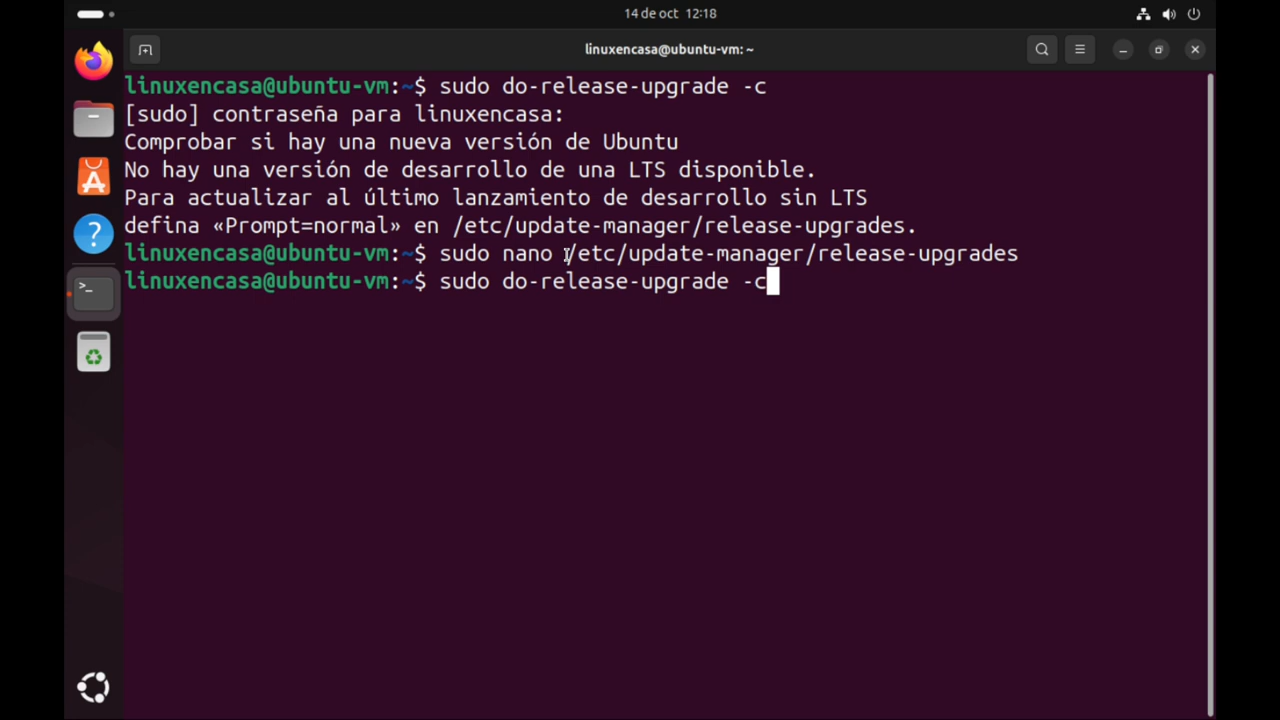 14 de oct 12:18
linuxencasa@ubuntu-vm: ~
linuxencasa@ubuntu-vm:~$ sudo do-release-upgrade -c
[sudo] contraseña para linuxencasa:
Comprobar si hay una nueva versión de Ubuntu
No hay una versión de desarrollo de una LTS disponible.
Para actualizar al último lanzamiento de desarrollo sin LTS
defina «Prompt=normal» en /etc/update-manager/release-upgrades.
linuxencasa@ubuntu-vm:~$ sudo nano /etc/update-manager/release-upgrades
linuxencasa@ubuntu-vm:~$ sudo do-release-upgrade -c